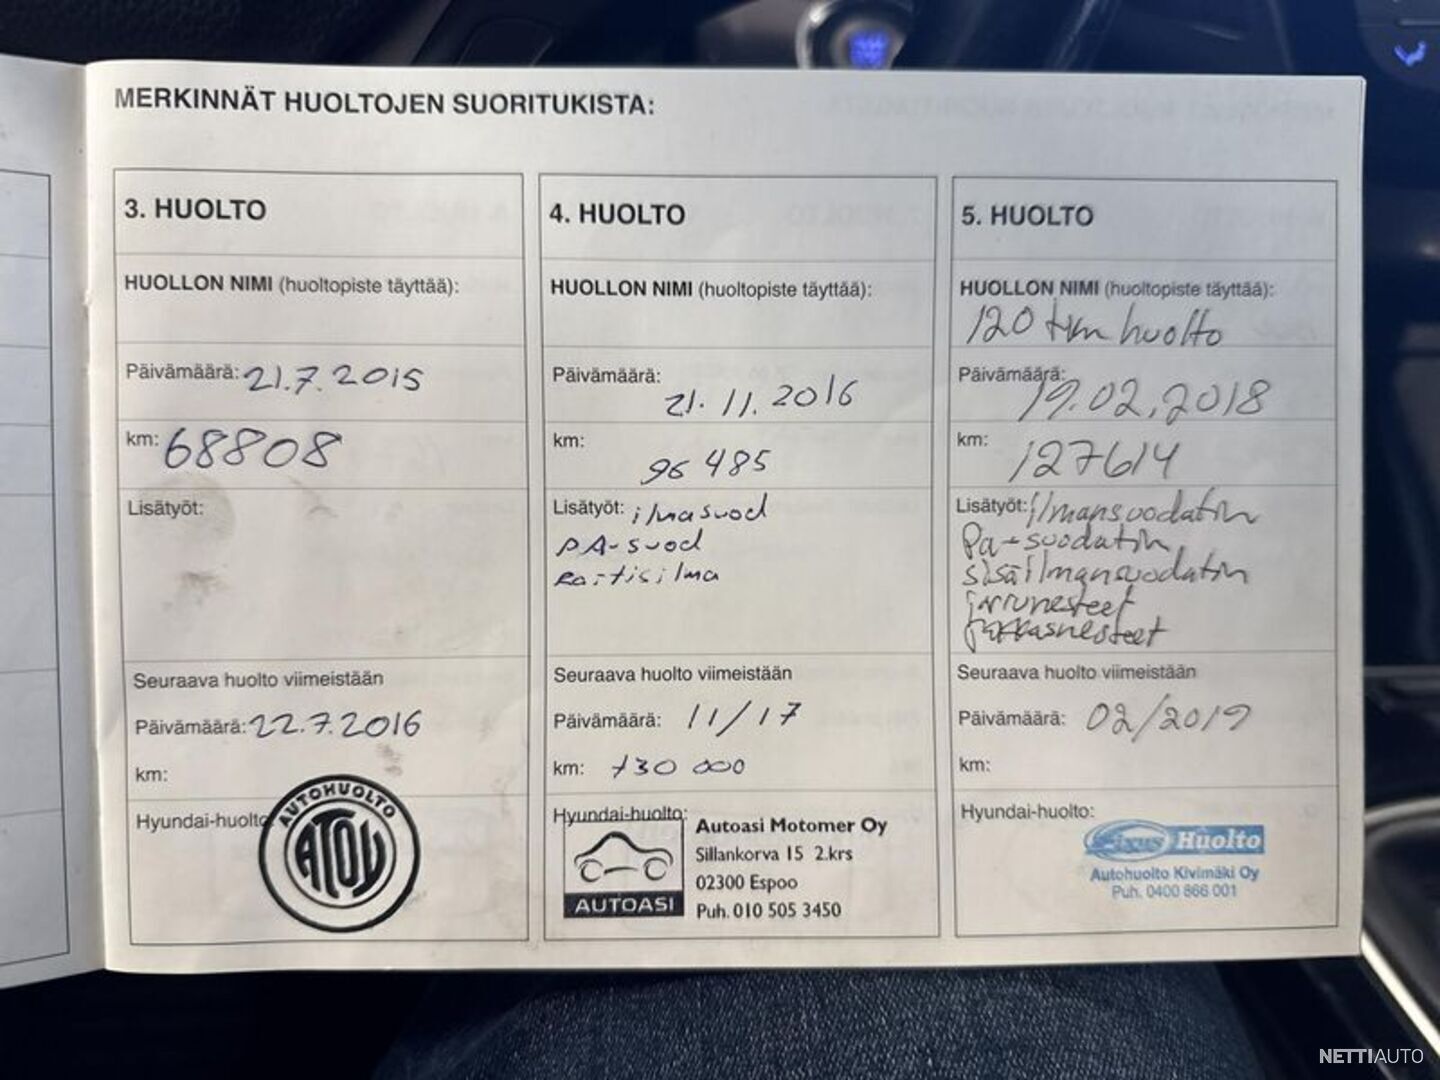 MERKINNÄT HUOLTOJEN SUORITUKISTA:
3. HUOLTO
HUOLLON NIMI (huoltopiste täyttää):
Päivämäärä: 21.7.2015
km: 68808
Lisätyöt:
Seuraava huolto viimeistään
Päivämäärä: 22.7.2016
km:
Hyundai-huolto
AUTOHUOLTO
ATOY
4. HUOLTO
HUOLLON NIMI (huoltopiste täyttää):
Päivämäärä:
21.11.2016
km:
96 485
Lisätyöt: ilmasuod
PA-suod
Raitisilma
Seuraava huolto viimeistään
Päivämäärä: 11/17
km: 130 000
Hyundai-huolto:
AUTOASI
Autoasi Motomer Oy
Sillankorva 15 2.krs
02300 Espoo
Puh. 010 505 3450
5. HUOLTO
HUOLLON NIMI (huoltopiste täyttää):
120 tkm huolto
Päivämäärä:
19.02.2018
km:
127614
Lisätyöt: ilmansuodatin
Pa-suodatin
sisäilmansuodatin
jarrunesteet
jarrunesteet
Seuraava huolto viimeistään
Päivämäärä: 02/2019
km:
Hyundai-huolto:
Fixus Huolto
Autohuolto Kivimäki Oy
Puh. 0400 866 001
NETTIAUTO